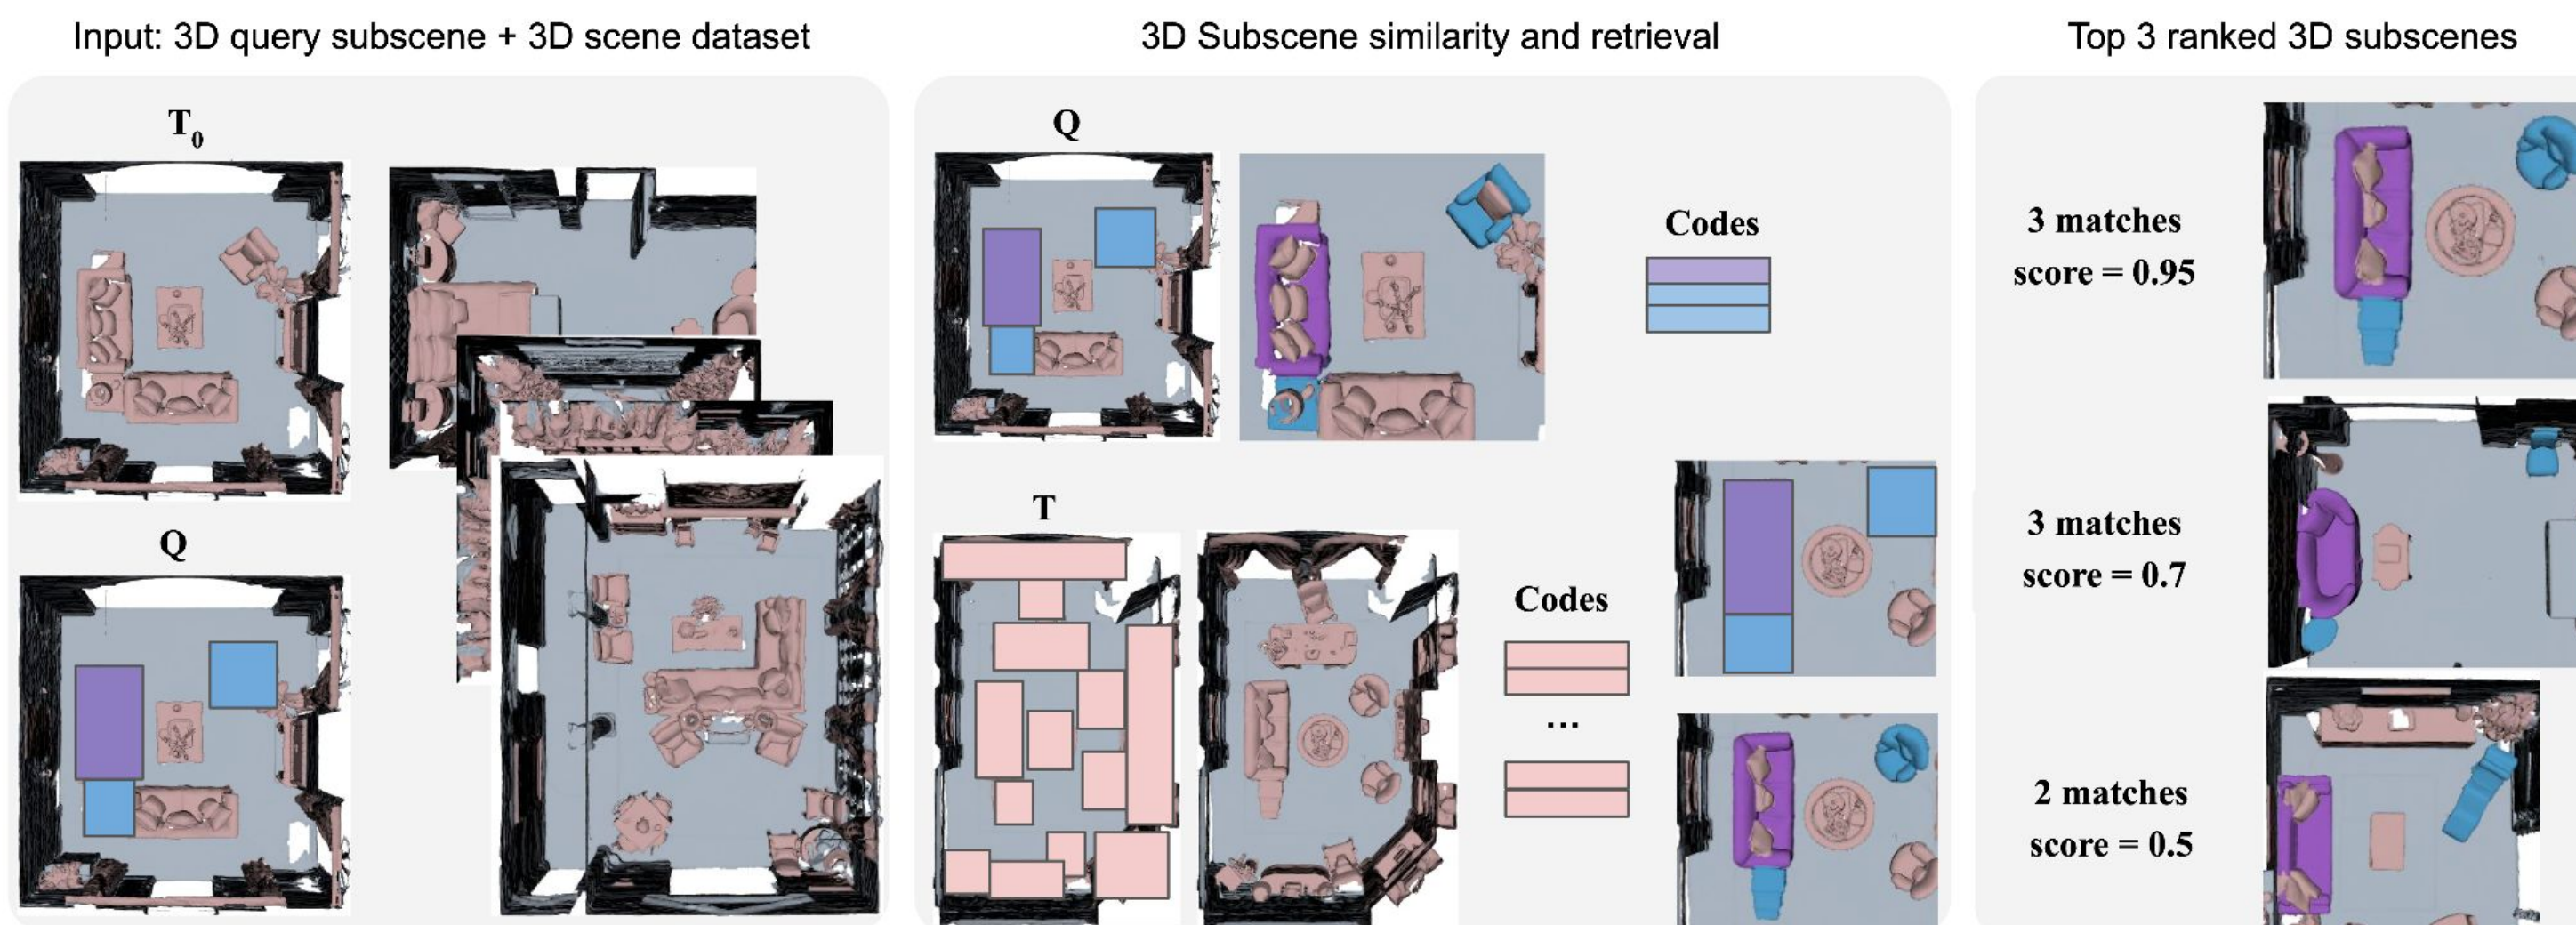 Input: 3D query subscene + 3D scene dataset
3D Subscene similarity and retrieval
Top 3 ranked 3D subscenes
T0
Q
Q
Codes
T
Codes
...
3 matches
score = 0.95
3 matches
score = 0.7
2 matches
score = 0.5